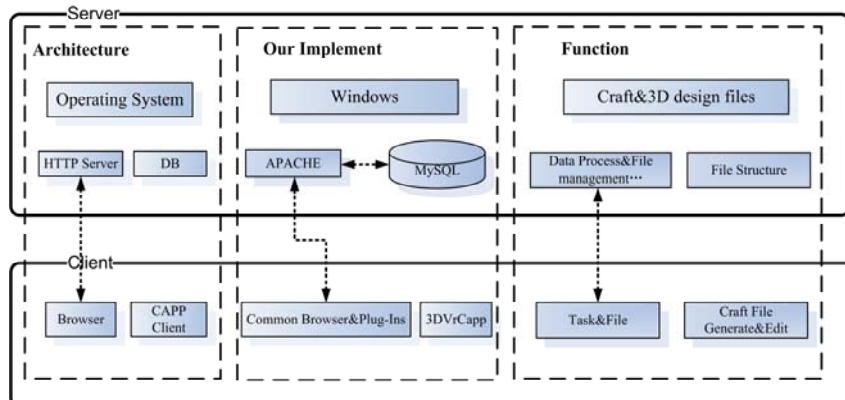 Server
Architecture
Our Implement
Function
Operating System
Windows
Craft&3D design files
HTTP Server
DB
APACHE
MySQL
Data Process&File
management···
File Structure
Client
Browser
CAPP
Client
Common Browser&Plug-Ins
3DVrCapp
Task&File
Craft File
Generate&Edit